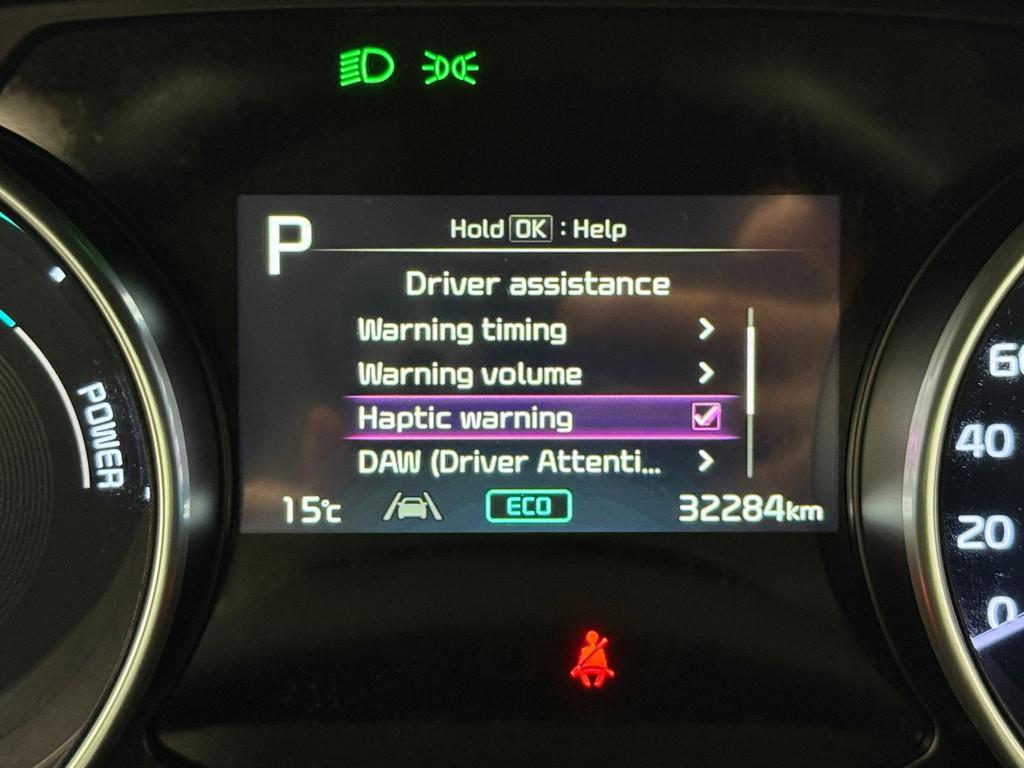 P
Hold OK : Help
Driver assistance
Warning timing
Warning volume
Haptic warning
DAW (Driver Attenti...
15°C
ECO
32284km
POWER
40
20
0